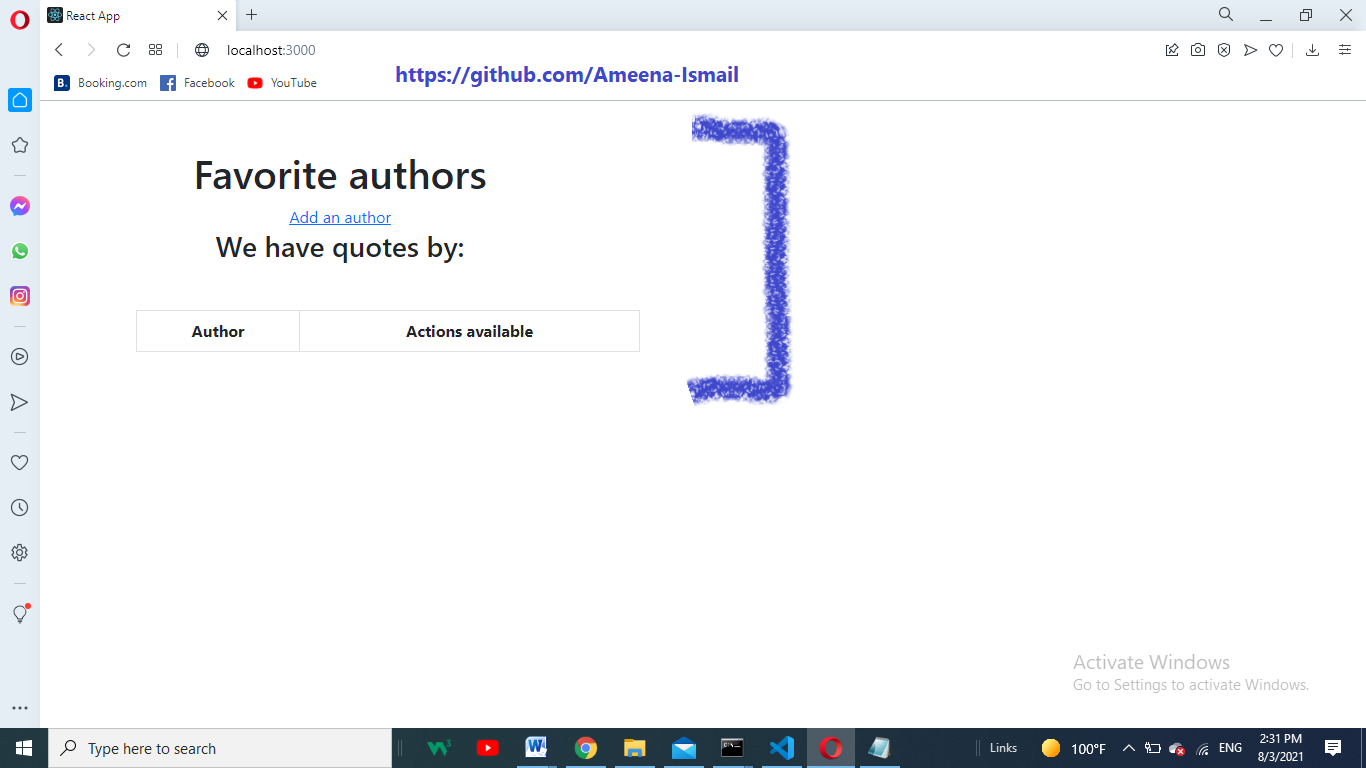 React App
localhost:3000
https://github.com/Ameena-Ismail
B. Booking.com Facebook YouTube
Favorite authors
Add an author
We have quotes by:
Author Actions available
Activate Windows
Go to Settings to activate Windows.
Type here to search
W3
W
Links
100°F
ENG
2:31 PM
8/3/2021